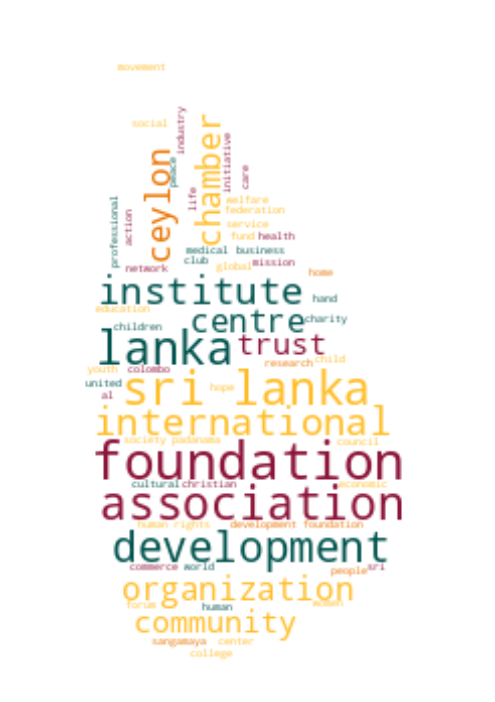 movement
social
industry
chamber
ceylon
peace
initiative
care
life
professional
action
welfare
federation
service
fund health
medical business
club
global mission
network
home
institute
hand
education
centre
charity
children
lanka
trust
research child
youth colombo
united
sri lanka
hope
al
international
society padanama
council
foundation
cultural christian
economic
association
human rights development foundation
development
commerce world
people sri
organization
forum
human
women
community
sangamaya center
college